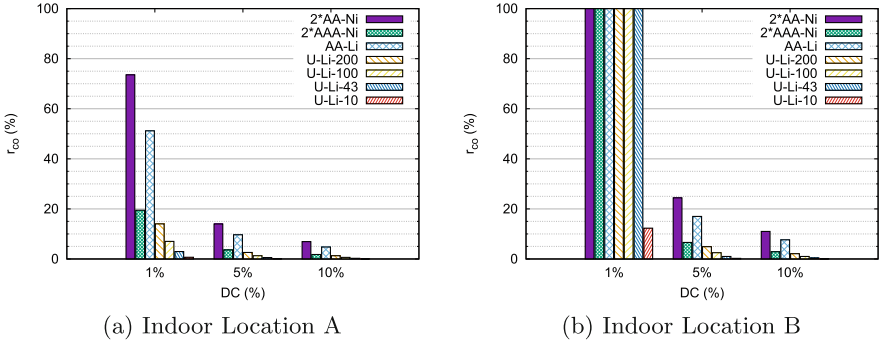 100
80
60
40
20
0
r_co (%)
1%
5%
10%
DC (%)
2*AA-Ni
2*AAA-Ni
AA-Li
U-Li-200
U-Li-100
U-Li-43
U-Li-10
(a) Indoor Location A
100
80
60
40
20
0
r_co (%)
1%
5%
10%
DC (%)
2*AA-Ni
2*AAA-Ni
AA-Li
U-Li-200
U-Li-100
U-Li-43
U-Li-10
(b) Indoor Location B